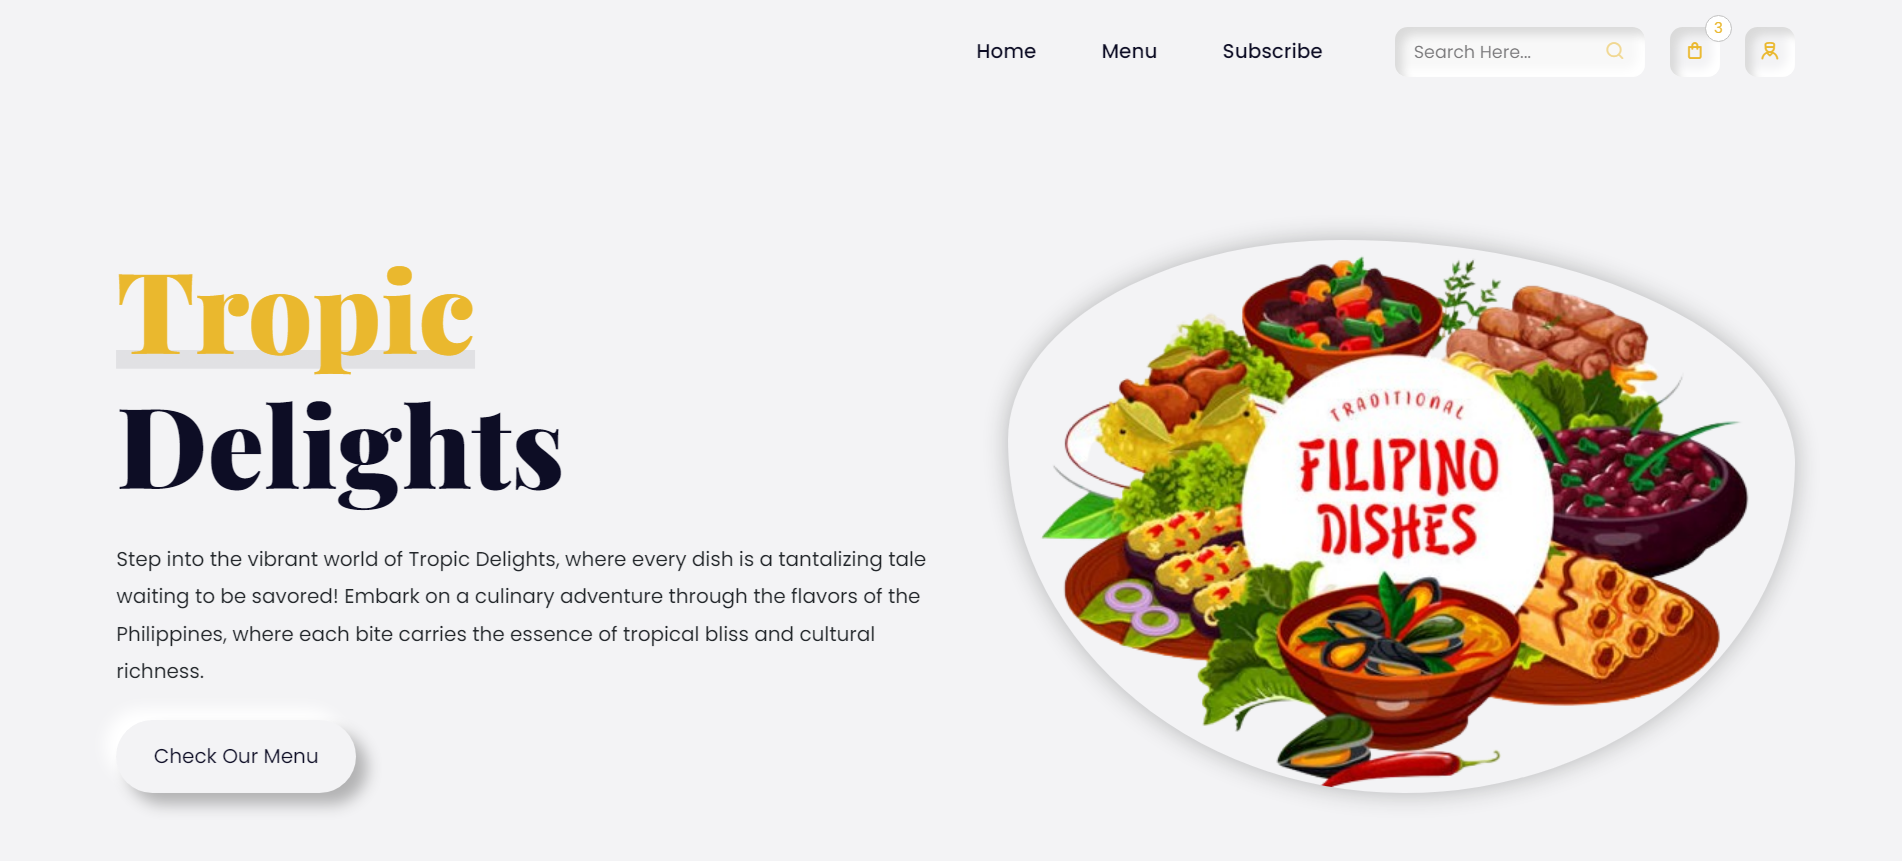 Home Menu Subscribe Search Here... 3
Tropic
Delights
Step into the vibrant world of Tropic Delights, where every dish is a tantalizing tale
waiting to be savored! Embark on a culinary adventure through the flavors of the
Philippines, where each bite carries the essence of tropical bliss and cultural
richness.
Check Our Menu
TRADITIONAL
FILIPINO
DISHES